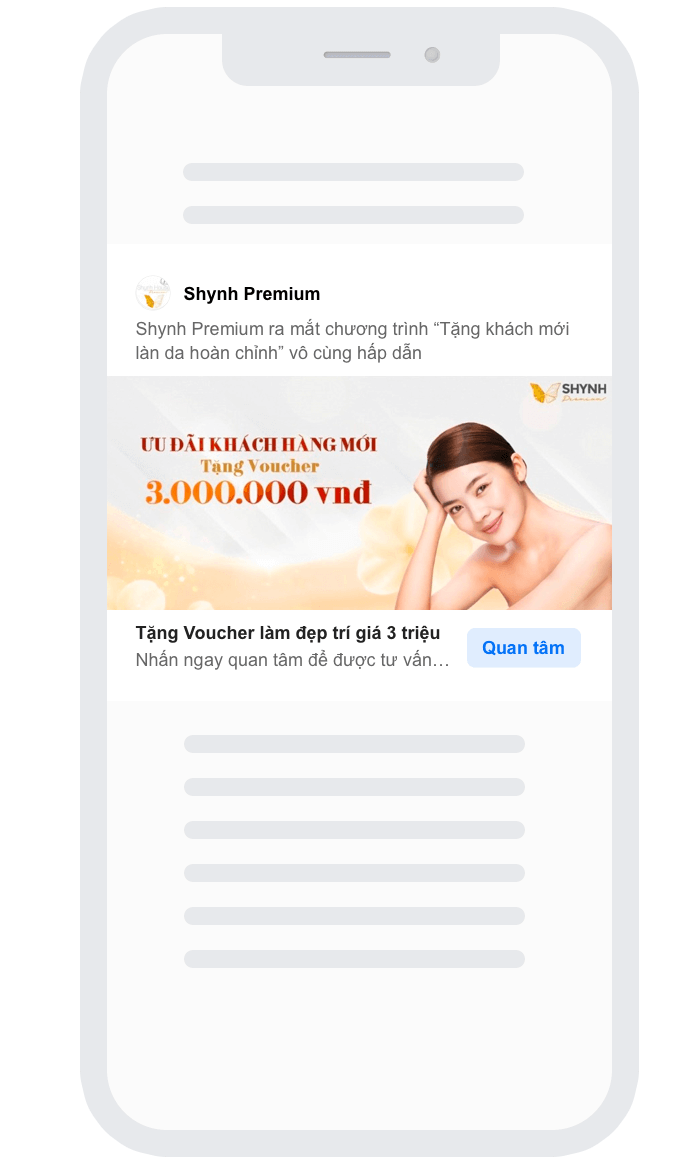 Shynh Premium
Shynh Premium ra mắt chương trình “Tặng khách mới
làn da hoàn chỉnh” vô cùng hấp dẫn
SHYNH
Premium
ƯU ĐÃI KHÁCH HÀNG MỚI
Tặng Voucher
3.000.000 vnđ
Tặng Voucher làm đẹp trí giá 3 triệu
Nhấn ngay quan tâm để được tư vấn…
Quan tâm